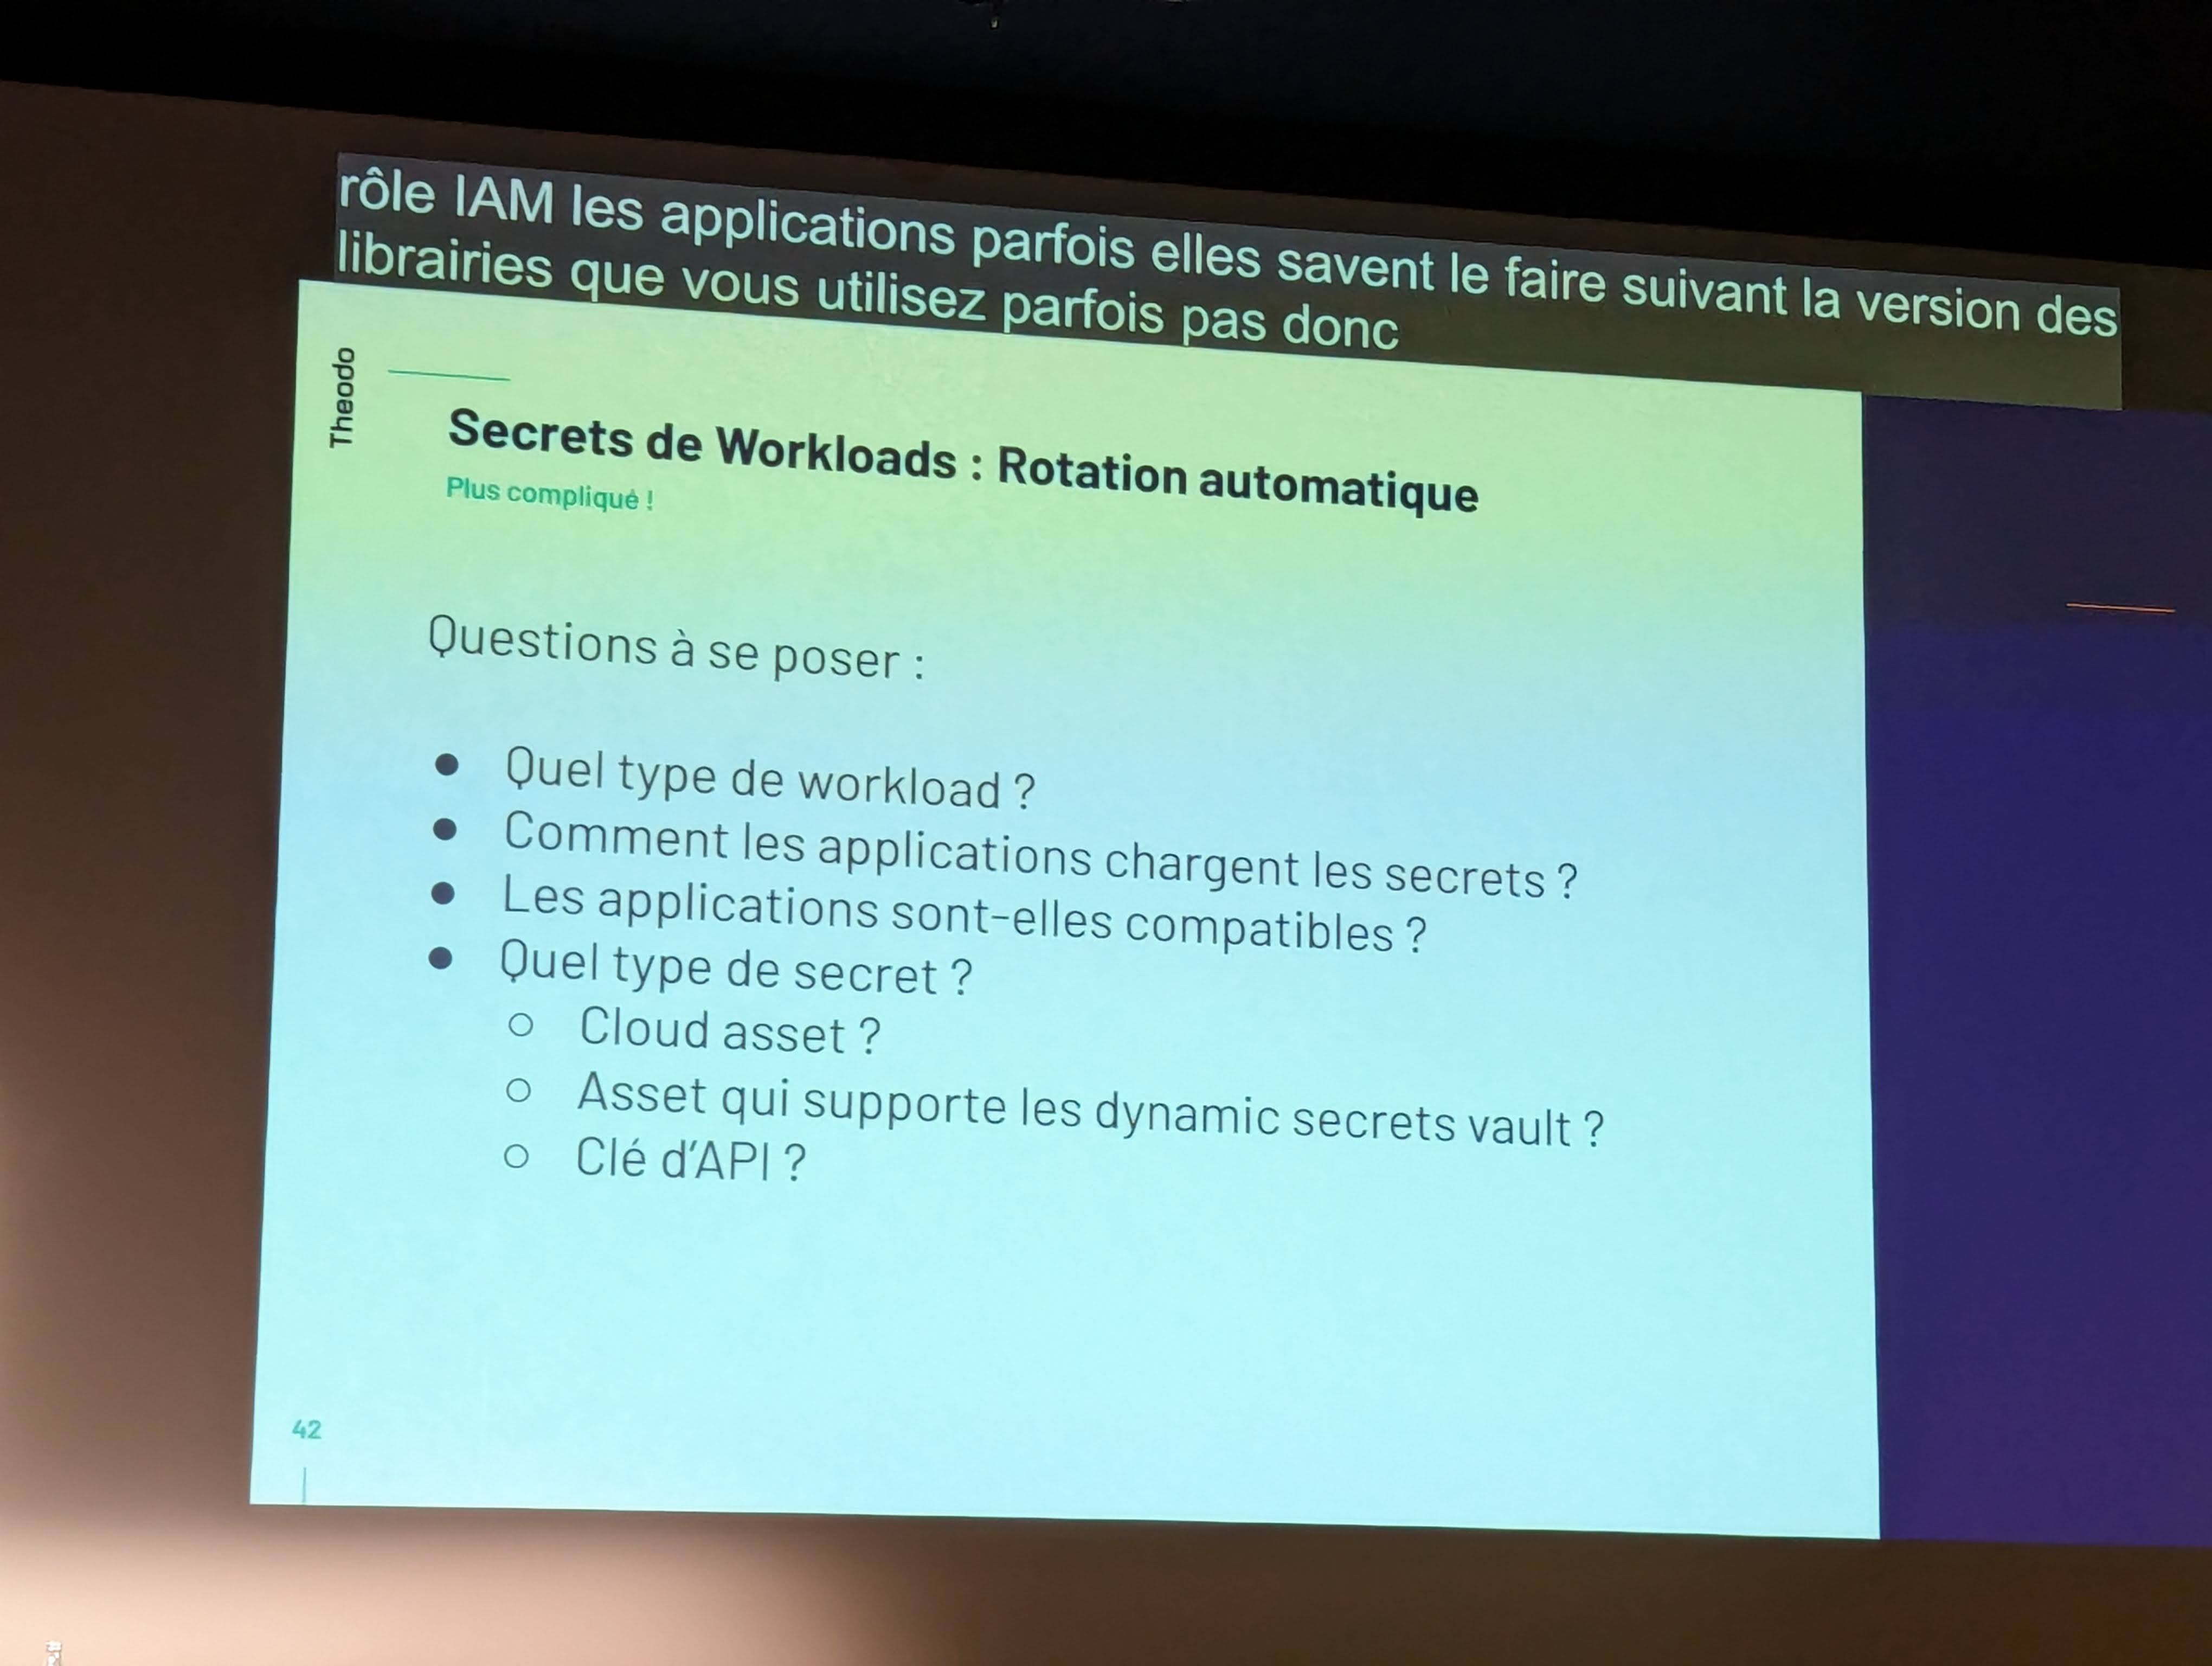 rôle IAM les applications parfois elles savent le faire suivant la version des
librairies que vous utilisez parfois pas donc
Theodo
Secrets de Workloads : Rotation automatique
Plus compliqué !
Questions à se poser :
● Quel type de workload ?
● Comment les applications chargent les secrets ?
● Les applications sont-elles compatibles ?
● Quel type de secret ?
○ Cloud asset ?
○ Asset qui supporte les dynamic secrets vault ?
○ Clé d'API ?
42